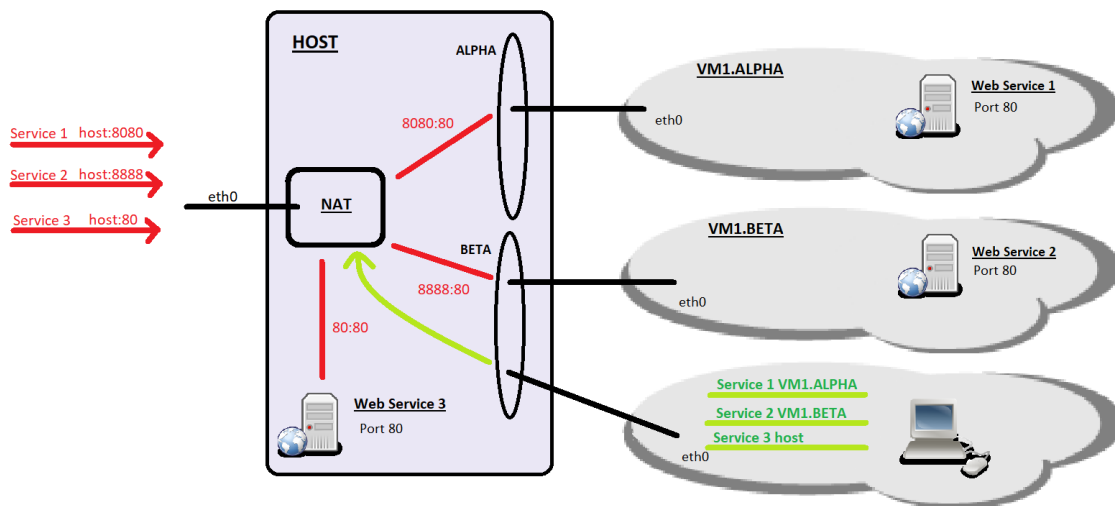 HOST
ALPHA
VM1.ALPHA
Web Service 1
Port 80
eth0
8080:80
Service 1 host:8080
Service 2 host:8888
Service 3 host:80
eth0
NAT
BETA
8888:80
80:80
VM1.BETA
Web Service 2
Port 80
eth0
Web Service 3
Port 80
Service 1 VM1.ALPHA
Service 2 VM1.BETA
Service 3 host
eth0